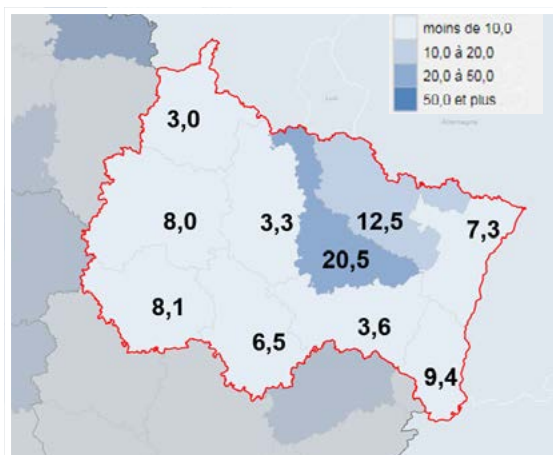 moins de 10,0
10,0 à 20,0
20,0 à 50,0
50,0 et plus
Allemagne
3,0
8,0
3,3
12,5
7,3
20,5
8,1
6,5
3,6
9,4